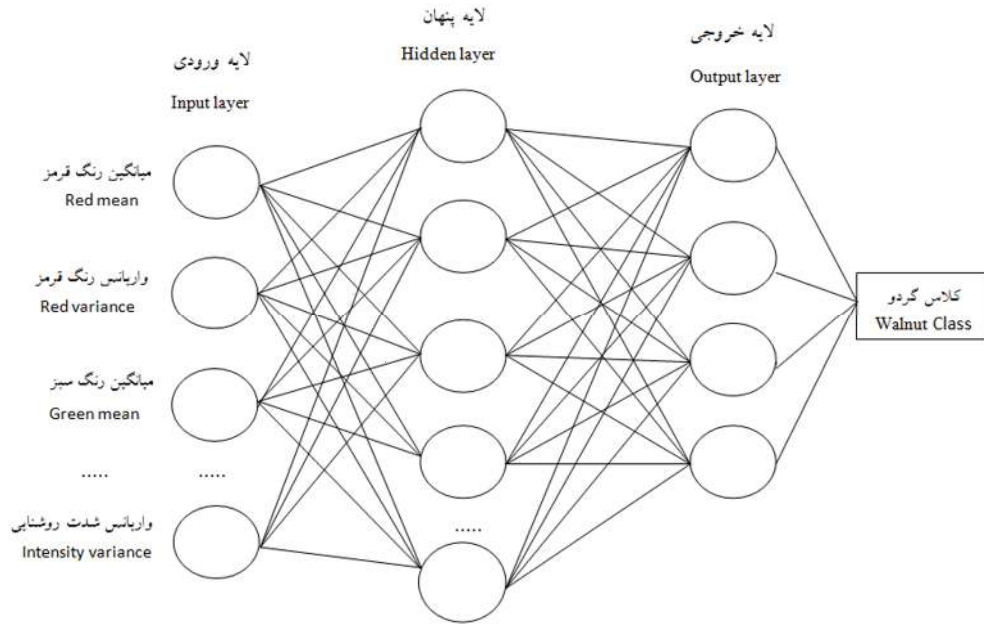 لایه ورودی
Input layer
لایه پنهان
Hidden layer
لایه خروجی
Output layer
میانگین رنگ قرمز
Red mean
واریانس رنگ قرمز
Red variance
میانگین رنگ سبز
Green mean
.....
.....
واریانس شدت روشنایی
Intensity variance
.....
کلاس گردو
Walnut Class